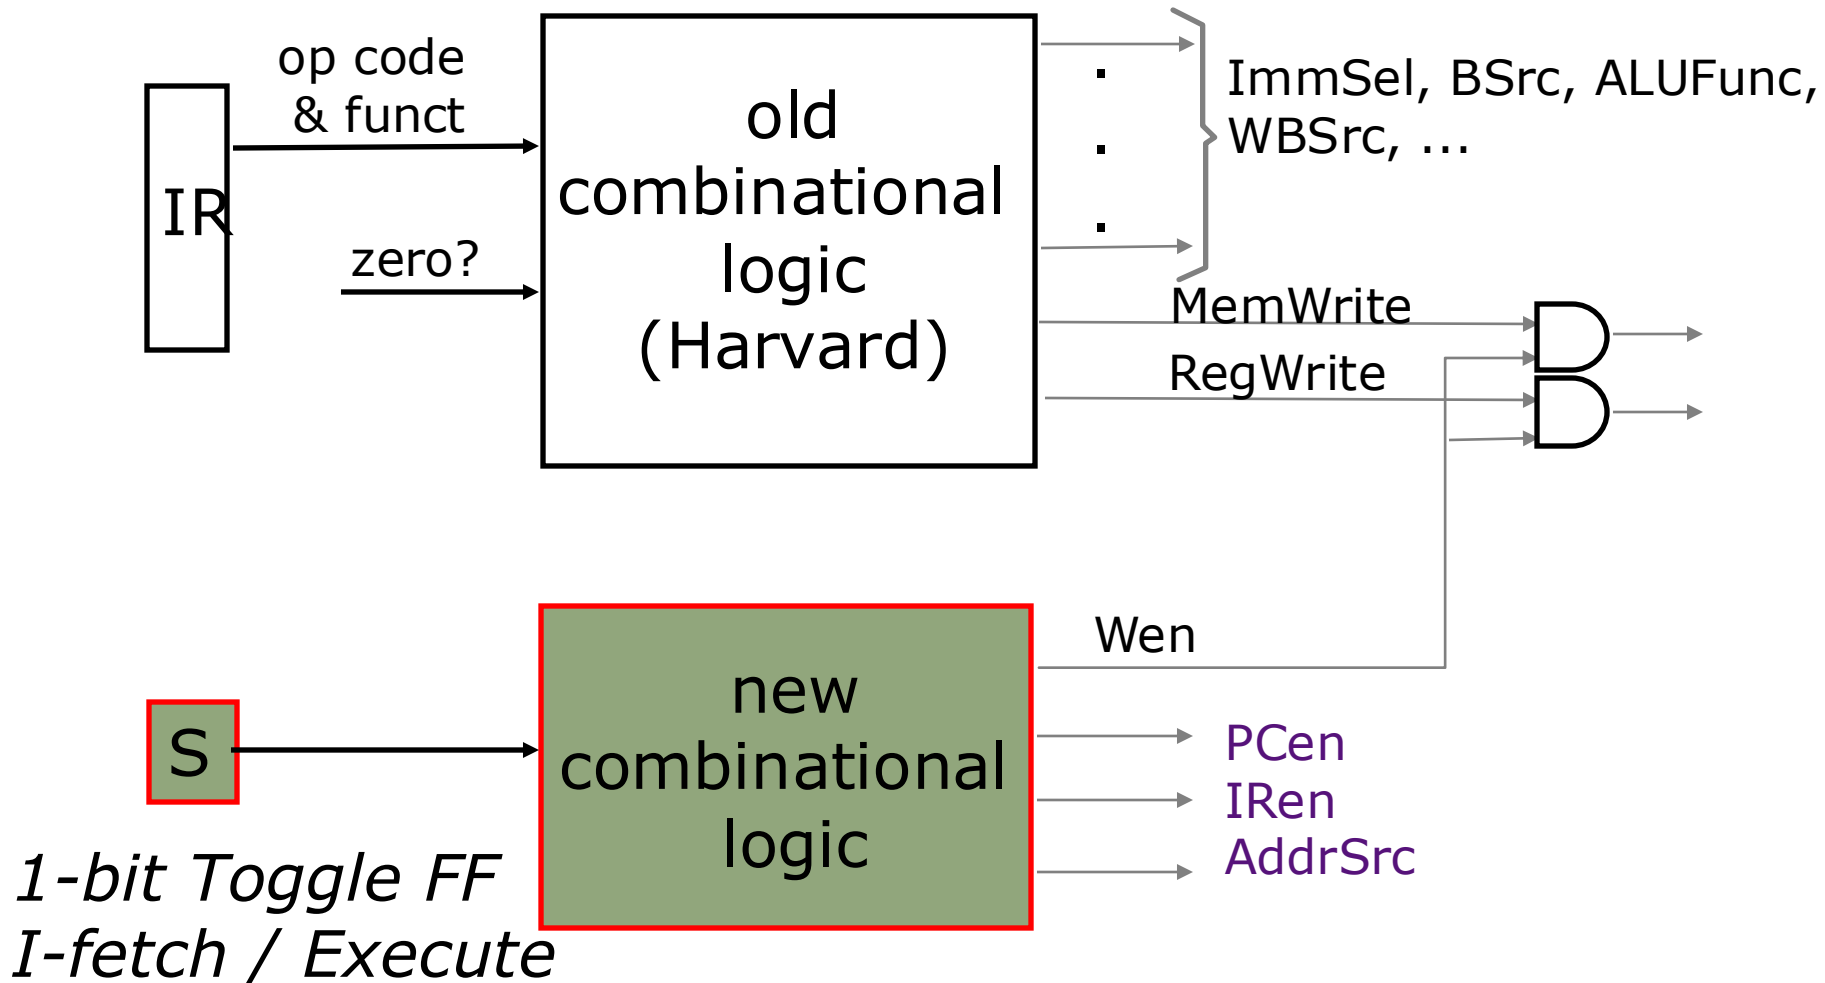 op code
& funct
IR
zero?
old
combinational
logic
(Harvard)
ImmSel, BSrc, ALUFunc,
WBSrc, ...
MemWrite
RegWrite
Wen
S
new
combinational
logic
PCen
IRen
AddrSrc
1-bit Toggle FF
I-fetch / Execute